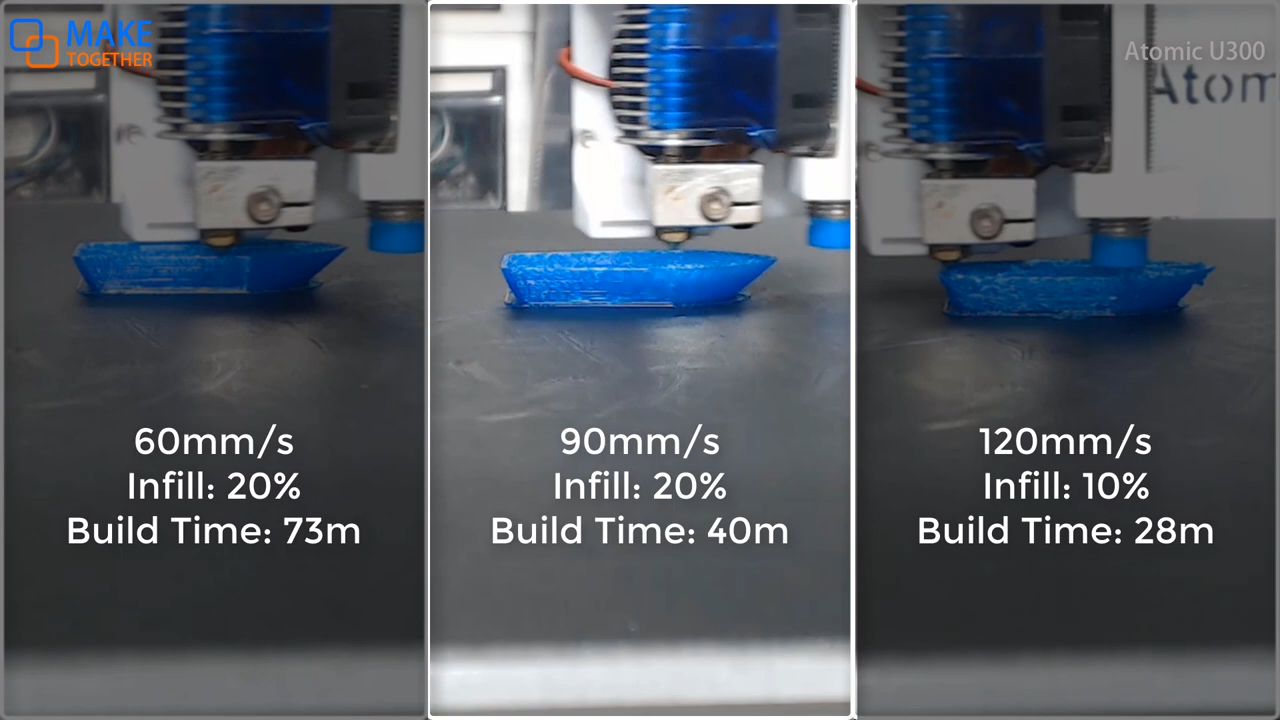 MAKE
TOGETHER
Atomic U300
Atom
60mm/s
Infill: 20%
Build Time: 73m
90mm/s
Infill: 20%
Build Time: 40m
120mm/s
Infill: 10%
Build Time: 28m